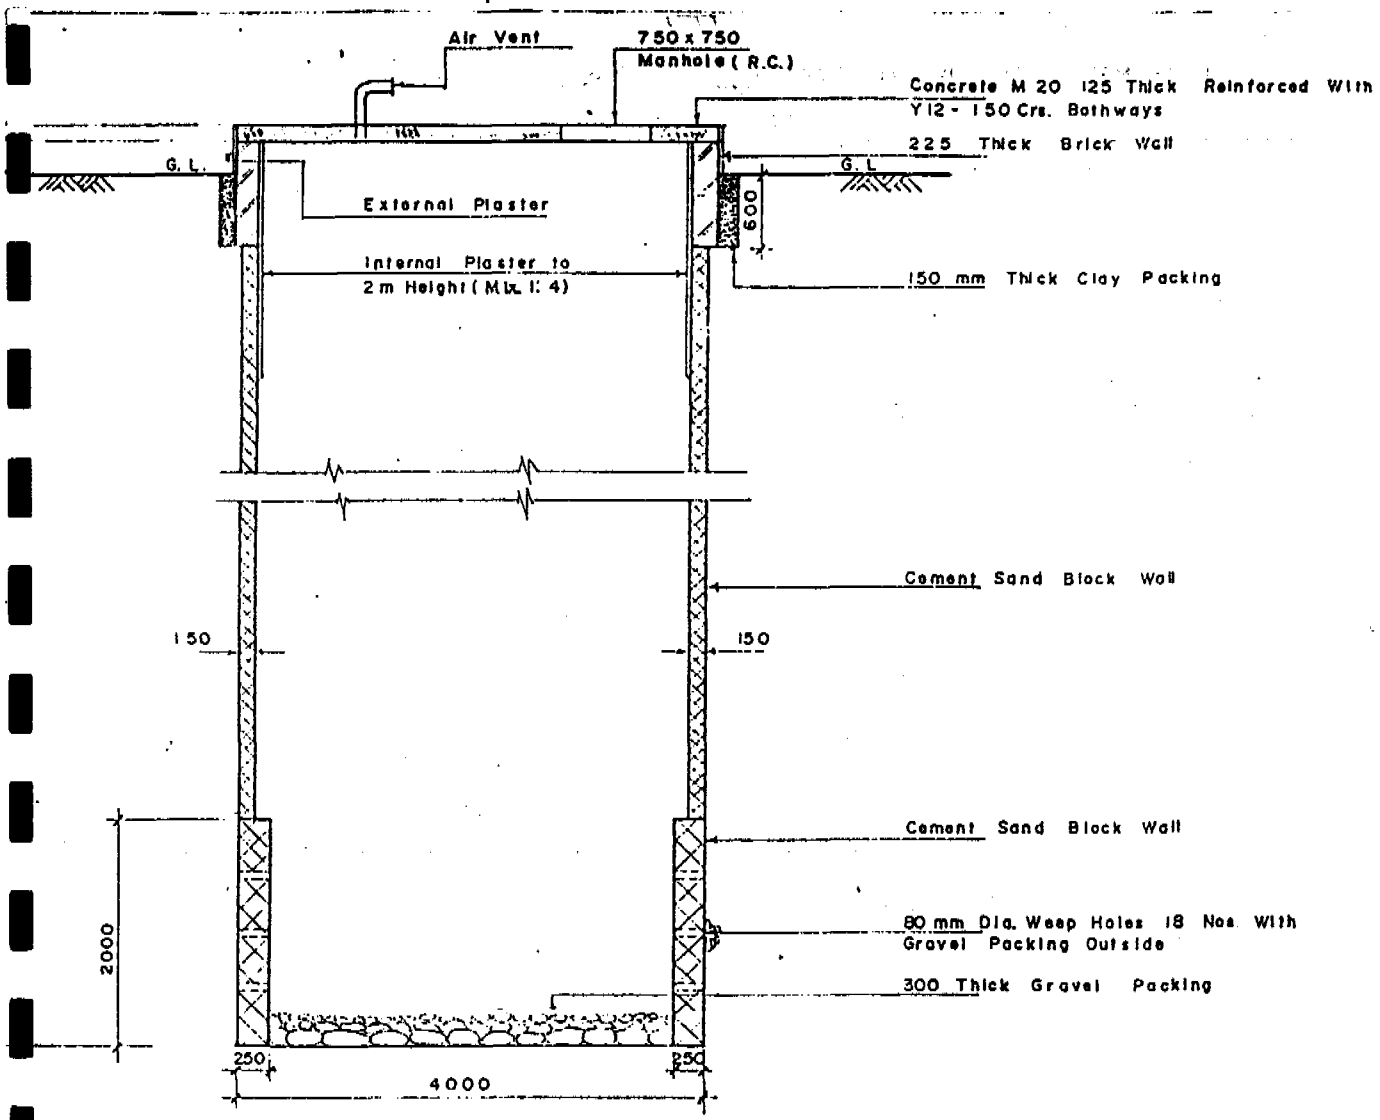 Air Vent
750 x 750
Manhole ( R.C.)
Concrete M 20 125 Thick Reinforced With
Y12 - 150 Crs. Bothways
225 Thick Brick Wall
G. L.
G. L
External Plaster
600
Internal Plaster to
2 m Height ( Mix. 1: 4)
150 mm Thick Clay Packing
Cement Sand Block Wall
150
150
Cement Sand Block Wall
2000
80 mm Dia. Weep Holes 18 Nos With
Gravel Packing Outside
300 Thick Gravel Packing
250
250
4000